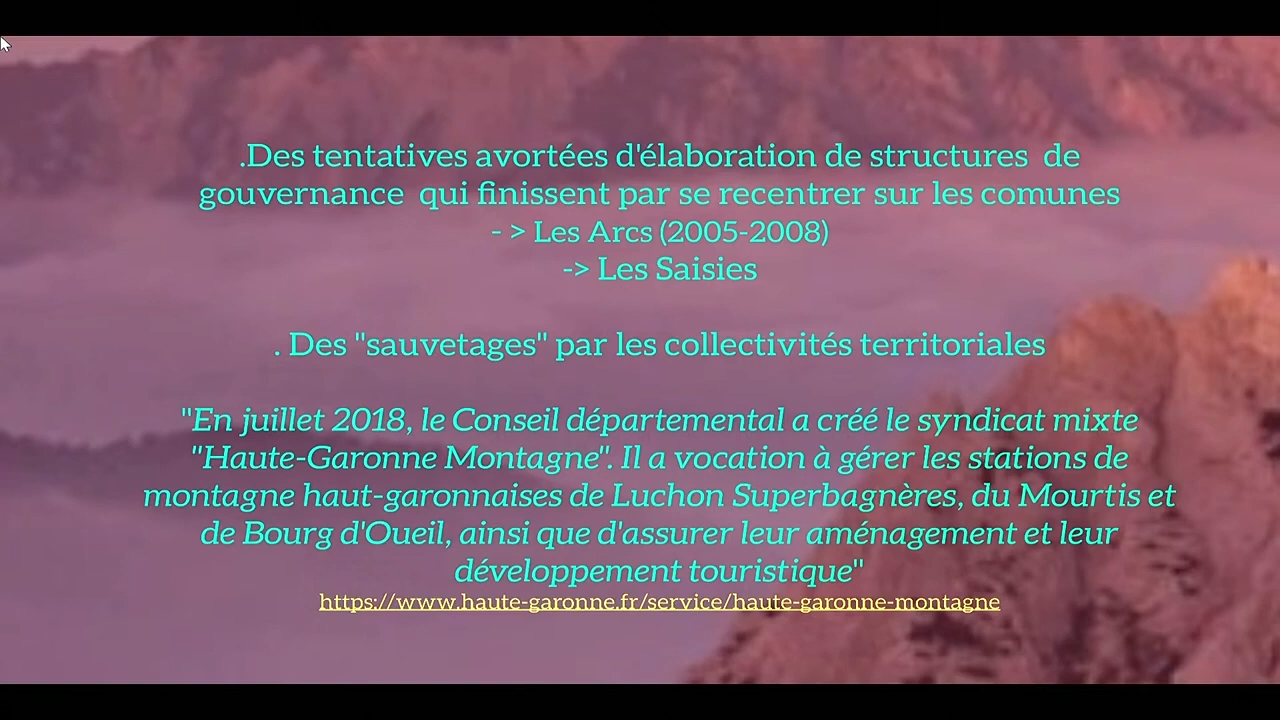 .Des tentatives avortées d'élaboration de structures  de
gouvernance  qui finissent par se recentrer sur les comunes
- > Les Arcs (2005-2008)
-> Les Saisies
. Des "sauvetages" par les collectivités territoriales
"En juillet 2018, le Conseil départemental a créé le syndicat mixte
"Haute-Garonne Montagne". Il a vocation à gérer les stations de
montagne haut-garonnaises de Luchon Superbagnères, du Mourtis et
de Bourg d'Oueil, ainsi que d'assurer leur aménagement et leur
développement touristique"
https://www.haute-garonne.fr/service/haute-garonne-montagne